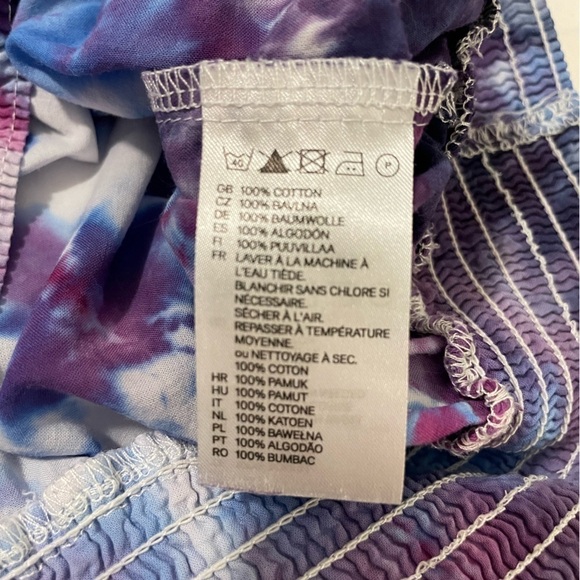 40 P
GB 100% COTTON
CZ 100% BAVLNA
DE 100% BAUMWOLLE
ES 100% ALGODÓN
FI 100% PUUVILLAA
FR LAVER À LA MACHINE À
L'EAU TIÈDE.
BLANCHIR SANS CHLORE SI
NÉCESSAIRE.
SÉCHER À L'AIR.
REPASSER À TEMPÉRATURE
MOYENNE.
ou NETTOYAGE À SEC.
100% COTON
HR 100% PAMUK
HU 100% PAMUT
IT 100% COTONE
NL 100% KATOEN
PL 100% BAWEŁNA
PT 100% ALGODÃO
RO 100% BUMBAC